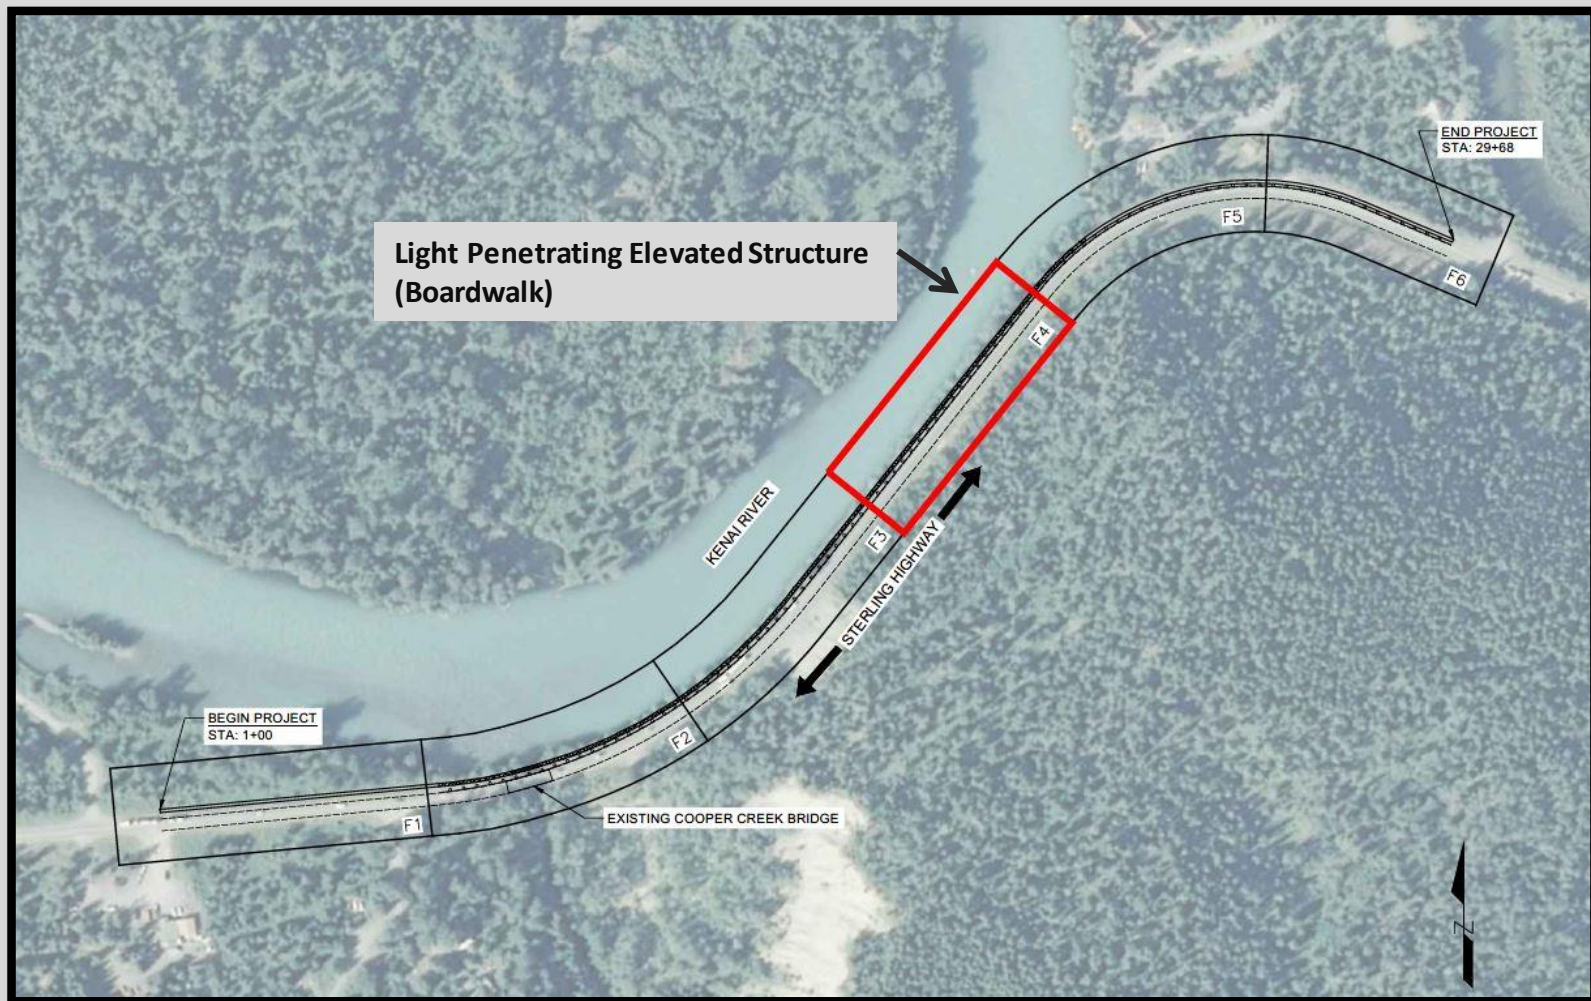 END PROJECT
STA: 29+68
F5
Light Penetrating Elevated Structure
(Boardwalk)
F6
F4
KENAI RIVER
F3
STERLING HIGHWAY
BEGIN PROJECT
STA: 1+00
F2
EXISTING COOPER CREEK BRIDGE
F1
N